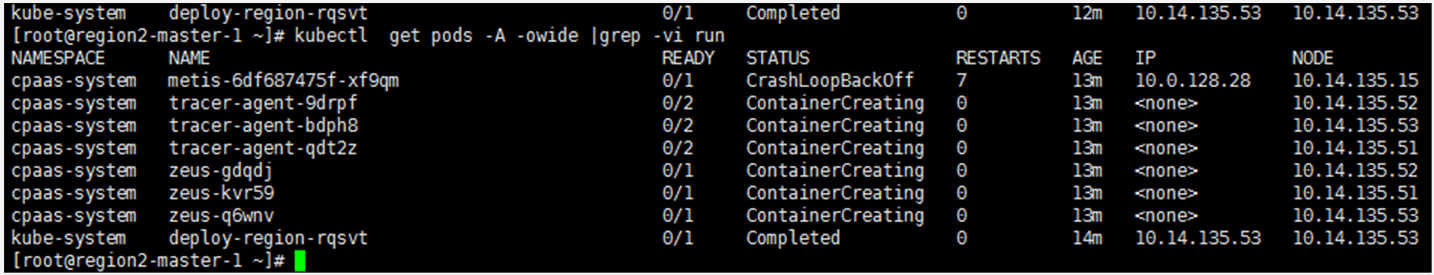 kube-system deploy-region-rqsvt 0/1 Completed 0 12m 10.14.135.53 10.14.135.53
[root@region2-master-1 ~]# kubectl  get pods -A -owide |grep -vi run
NAMESPACE NAME READY STATUS RESTARTS AGE IP NODE
cpaas-system metis-6df687475f-xf9qm 0/1 CrashLoopBackOff 7 13m 10.0.128.28 10.14.135.15
cpaas-system tracer-agent-9drpf 0/2 ContainerCreating 0 13m <none> 10.14.135.52
cpaas-system tracer-agent-bdph8 0/2 ContainerCreating 0 13m <none> 10.14.135.53
cpaas-system tracer-agent-qdt2z 0/2 ContainerCreating 0 13m <none> 10.14.135.51
cpaas-system zeus-gdqdj 0/1 ContainerCreating 0 13m <none> 10.14.135.52
cpaas-system zeus-kvr59 0/1 ContainerCreating 0 13m <none> 10.14.135.51
cpaas-system zeus-q6wnv 0/1 ContainerCreating 0 13m <none> 10.14.135.53
kube-system deploy-region-rqsvt 0/1 Completed 0 14m 10.14.135.53 10.14.135.53
[root@region2-master-1 ~]#